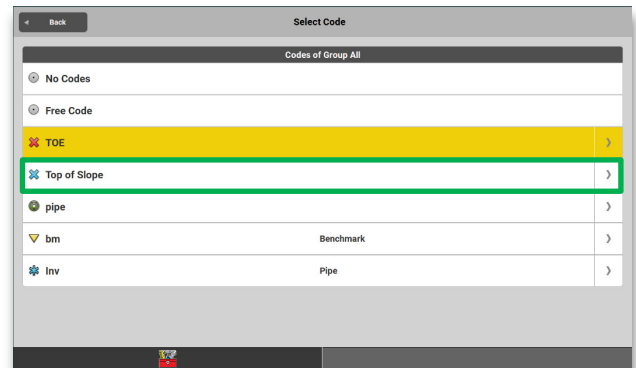 Back
Select Code
Codes of Group All
No Codes
Free Code
TOE
Top of Slope
pipe
bm Benchmark
Inv Pipe